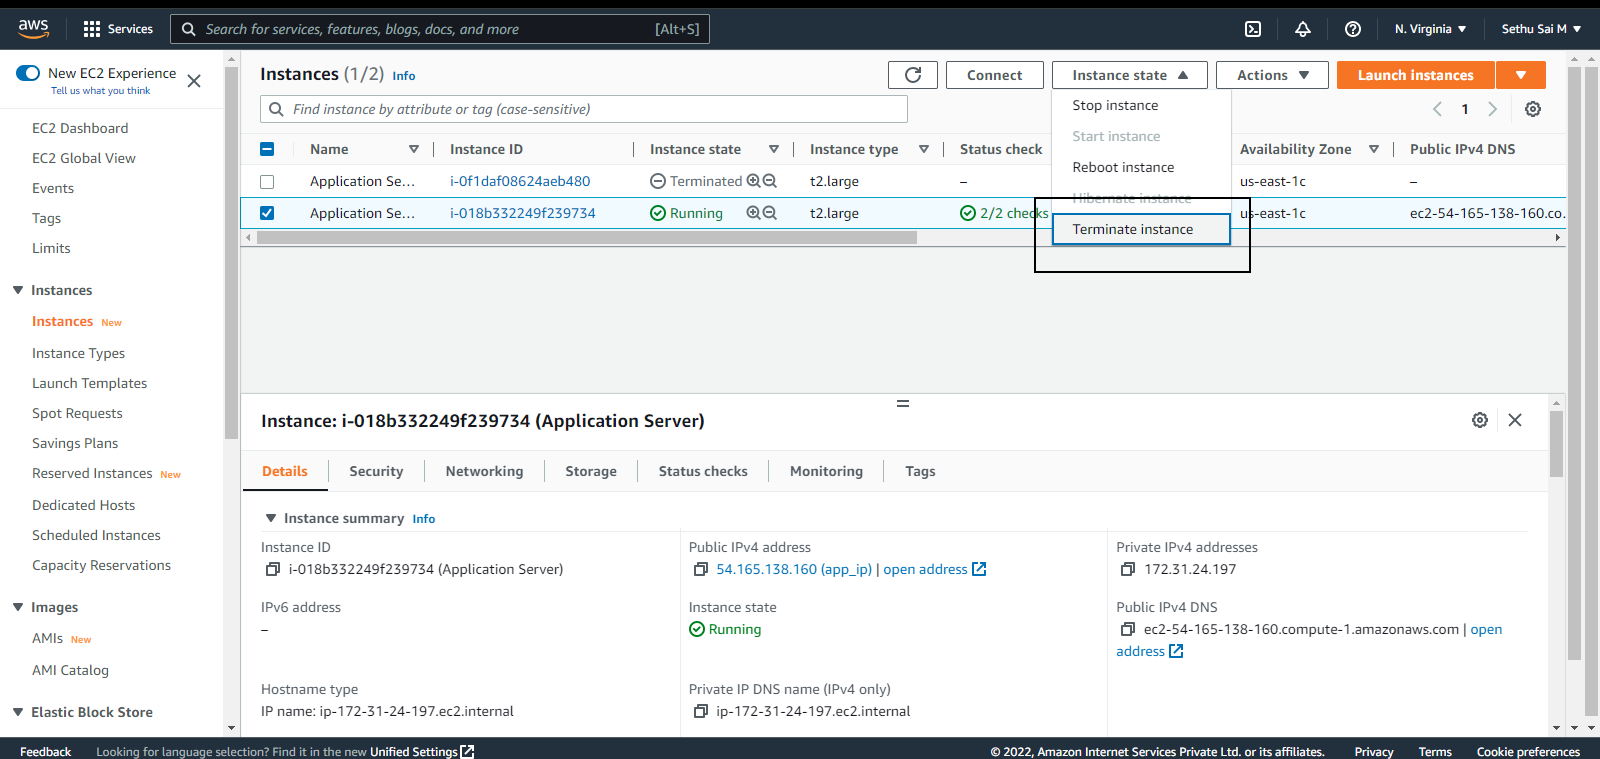 aws Services Search for services, features, blogs, docs, and more [Alt+S] N. Virginia Sethu Sai M
New EC2 Experience
Tell us what you think
EC2 Dashboard
EC2 Global View
Events
Tags
Limits
Instances
Instances New
Instance Types
Launch Templates
Spot Requests
Savings Plans
Reserved Instances New
Dedicated Hosts
Scheduled Instances
Capacity Reservations
Images
AMIs New
AMI Catalog
Elastic Block Store
Instances (1/2) Info
Connect Instance state Actions Launch instances
Find instance by attribute or tag (case-sensitive)
1
Stop instance
Start instance
Reboot instance
Hibernate instance
Terminate instance
Name Instance ID Instance state Instance type Status check Availability Zone Public IPv4 DNS
Application Se... i-0f1daf08624aeb480 Terminated t2.large – us-east-1c –
Application Se... i-018b332249f239734 Running t2.large 2/2 checks us-east-1c ec2-54-165-138-160.co...
Instance: i-018b332249f239734 (Application Server)
Details Security Networking Storage Status checks Monitoring Tags
Instance summary Info
Instance ID
i-018b332249f239734 (Application Server)
Public IPv4 address
54.165.138.160 (app_ip) | open address
Private IPv4 addresses
172.31.24.197
IPv6 address
–
Instance state
Running
Public IPv4 DNS
ec2-54-165-138-160.compute-1.amazonaws.com | open
address
Hostname type
IP name: ip-172-31-24-197.ec2.internal
Private IP DNS name (IPv4 only)
ip-172-31-24-197.ec2.internal
Feedback Looking for language selection? Find it in the new Unified Settings © 2022, Amazon Internet Services Private Ltd. or its affiliates. Privacy Terms Cookie preferences